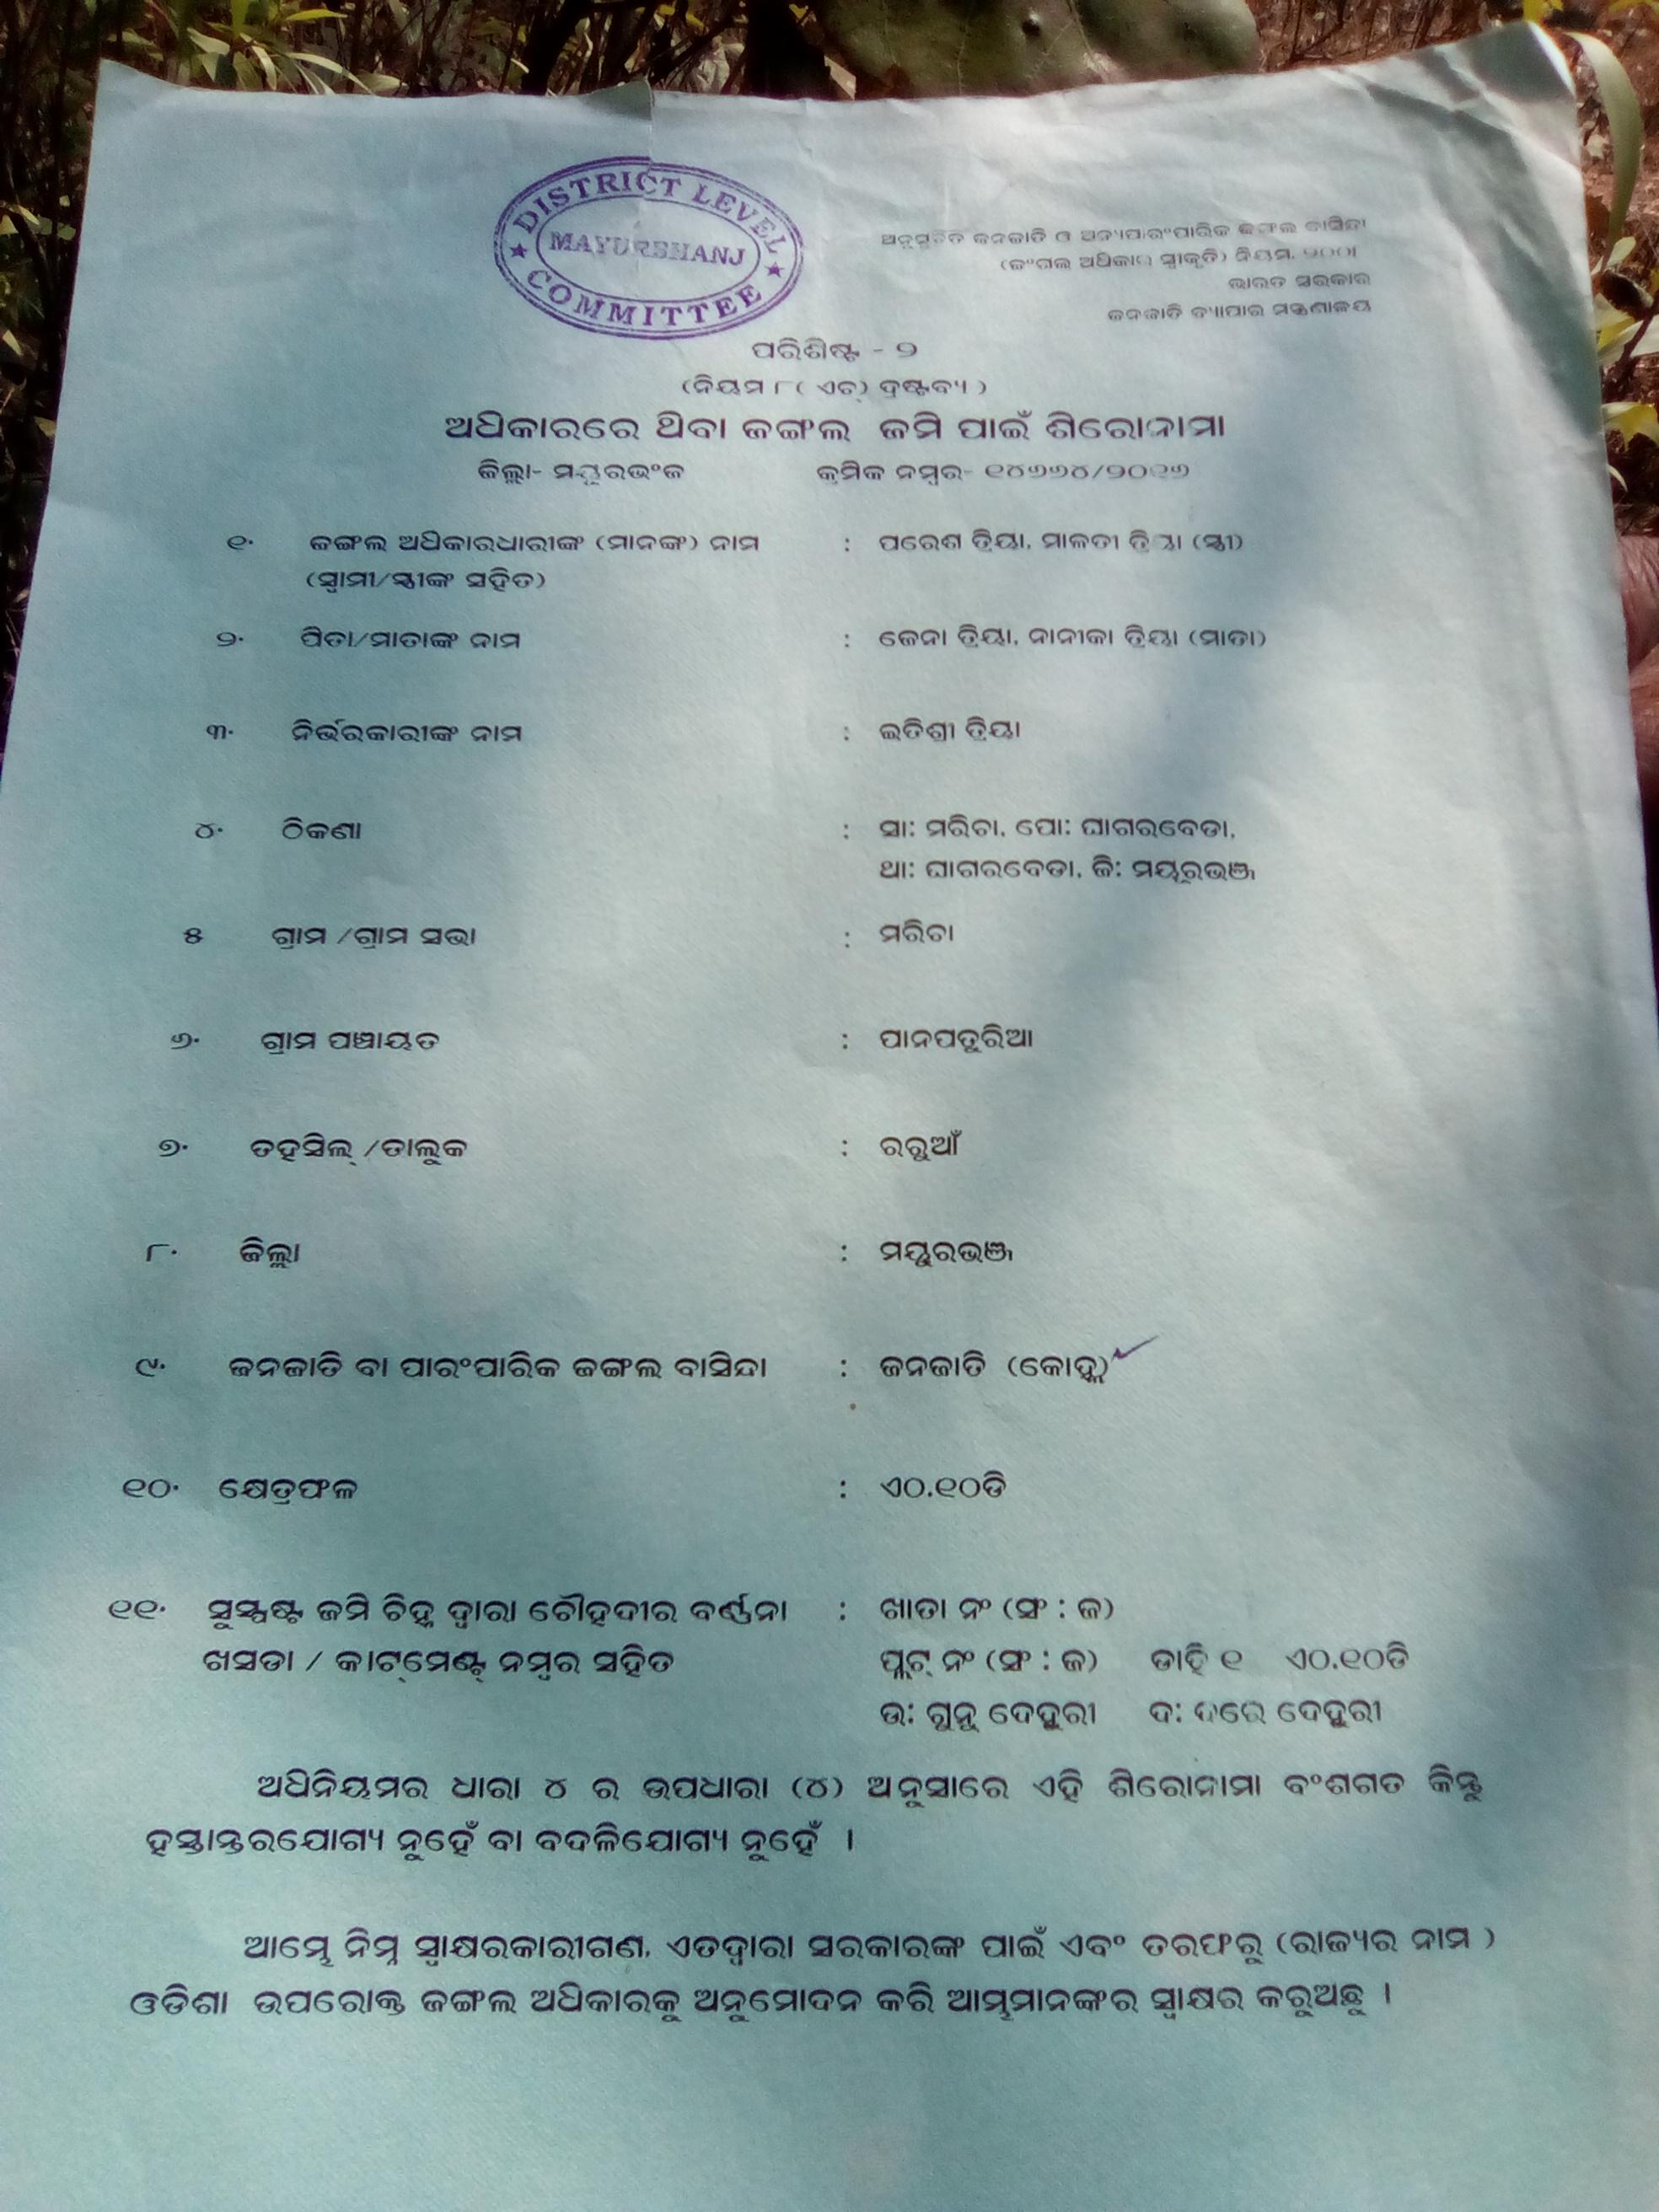 DISTRICT LEVEL
MAYURBHANJ
COMMITTEE
ଅନୁସୂଚିତ ଜନଜାତି ଓ ଅନ୍ୟପାରଂପାରିକ ଜଙ୍ଗଲ ବାସିନ୍ଦା
(ଜଂଗଲ ଅଧିକାର ସ୍ଵୀକୃତି) ନିୟମ,
ଭାରତ ସରକାର
ଜନଜାତି ବ୍ୟାପାର ମନ୍ତ୍ରଣାଳୟ
ପରିଶିଷ୍ଟ - ୨
(ନିୟମ ୮( ଏଚ୍) ଦ୍ରଷ୍ଟବ୍ୟ )
ଅଧିକାରରେ ଥିବା ଜଙ୍ଗଲ ଜମି ପାଇଁ ଶିରୋନାମା
ଜିଲ୍ଲା- ମୟୂରଭଂଜ କ୍ରମିକ ନମ୍ବର- ୧୪୬୬୪/୨୦୧୬
୧. ଜଙ୍ଗଲ ଅଧିକାରଧାରୀଙ୍କ (ମାନଙ୍କ) ନାମ : ପରେଶ ତ୍ରିୟା, ମାଳତୀ ତ୍ରିୟା (ସ୍ତ୍ରୀ)
(ସ୍ଵାମୀ/ସ୍ତ୍ରୀଙ୍କ ସହିତ)
୨. ପିତା/ମାତାଙ୍କ ନାମ : ଜେନା ତ୍ରିୟା, ନାନୀକା ତ୍ରିୟା (ମାତା)
୩. ନିର୍ଭରକାରୀଙ୍କ ନାମ : ଇତିଶ୍ରୀ ତ୍ରିୟା
୪. ଠିକଣା : ସା: ମରିଚା, ପୋ: ଘାଗରବେଡା,
ଥା: ଘାଗରବେଡା, ଜି: ମୟୂରଭଞ୍ଜ
୫ ଗ୍ରାମ /ଗ୍ରାମ ସଭା : ମରିଚା
୬. ଗ୍ରାମ ପଞ୍ଚାୟତ : ପାନପତୁରିଆ
୭. ତହସିଲ୍ /ତାଲୁକ : ରରୁଆଁ
୮. ଜିଲ୍ଲା : ମୟୁରଭଞ୍ଜ
୯. ଜନଜାତି ବା ପାରଂପାରିକ ଜଙ୍ଗଲ ବାସିନ୍ଦା : ଜନଜାତି (କୋହ୍ଲ)
୧୦. କ୍ଷେତ୍ରଫଳ : ଏ୦.୧୦ଡି
୧୧. ସୁସ୍ପଷ୍ଟ ଜମି ଚିହ୍ନ ଦ୍ଵାରା ଚୌହଦୀର ବର୍ଣ୍ଣନା : ଖାତା ନଂ (ସଂ : ଜ)
ଖସଡା / କାଟ୍‌ମେଣ୍ଟ୍ ନମ୍ବର ସହିତ ପ୍ଲଟ୍ ନଂ (ସଂ : ଜ) ଡାହି ୧ ଏ୦.୧୦ଡି
ଉ: ଗୁନୁ ଦେହୁରୀ ଦ: ହରେ ଦେହୁରୀ
ଅଧିନିୟମର ଧାରା ୪ ର ଉପଧାରା (୪) ଅନୁସାରେ ଏହି ଶିରୋନାମା ବଂଶଗତ କିନ୍ତୁ
ହସ୍ତାନ୍ତରଯୋଗ୍ୟ ନୁହେଁ ବା ବଦଳିଯୋଗ୍ୟ ନୁହେଁ ।
ଆମ୍ଭେ ନିମ୍ନ ସ୍ଵାକ୍ଷରକାରୀଗଣ, ଏତଦ୍ଵାରା ସରକାରଙ୍କ ପାଇଁ ଏବଂ ତରଫରୁ (ରାଜ୍ୟର ନାମ )
ଓଡିଶା ଉପରୋକ୍ତ ଜଙ୍ଗଲ ଅଧିକାରକୁ ଅନୁମୋଦନ କରି ଆମ୍ଭମାନଙ୍କର ସ୍ଵାକ୍ଷର କରୁଅଛୁ ।